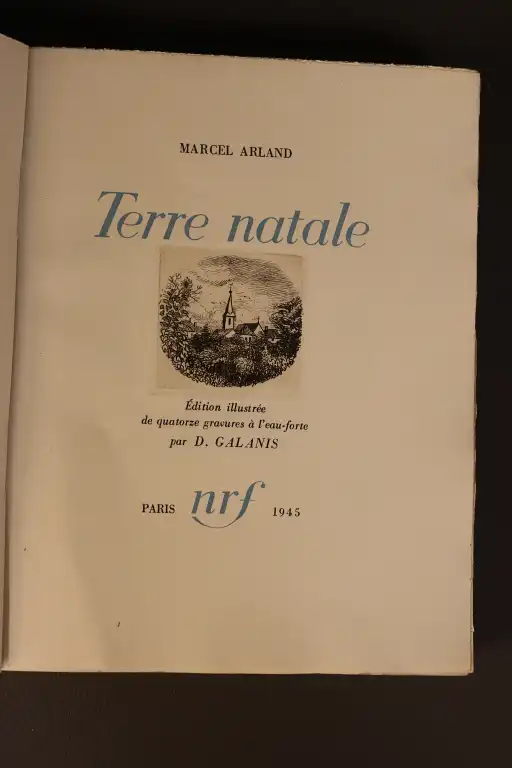 MARCEL ARLAND
Terre natale
Édition illustrée
de quatorze gravures à l'eau-forte
par D. GALANIS
PARIS nrf 1945